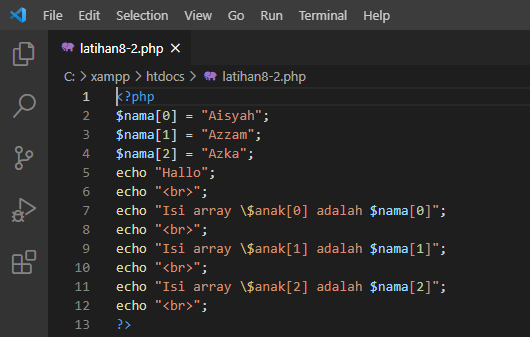 File Edit Selection View Go Run Terminal Help
latihan8-2.php
C: > xampp > htdocs > latihan8-2.php
1 <?php
2 $nama[0] = "Aisyah";
3 $nama[1] = "Azzam";
4 $nama[2] = "Azka";
5 echo "Hallo";
6 echo "<br>";
7 echo "Isi array \$anak[0] adalah $nama[0]";
8 echo "<br>";
9 echo "Isi array \$anak[1] adalah $nama[1]";
10 echo "<br>";
11 echo "Isi array \$anak[2] adalah $nama[2]";
12 echo "<br>";
13 ?>